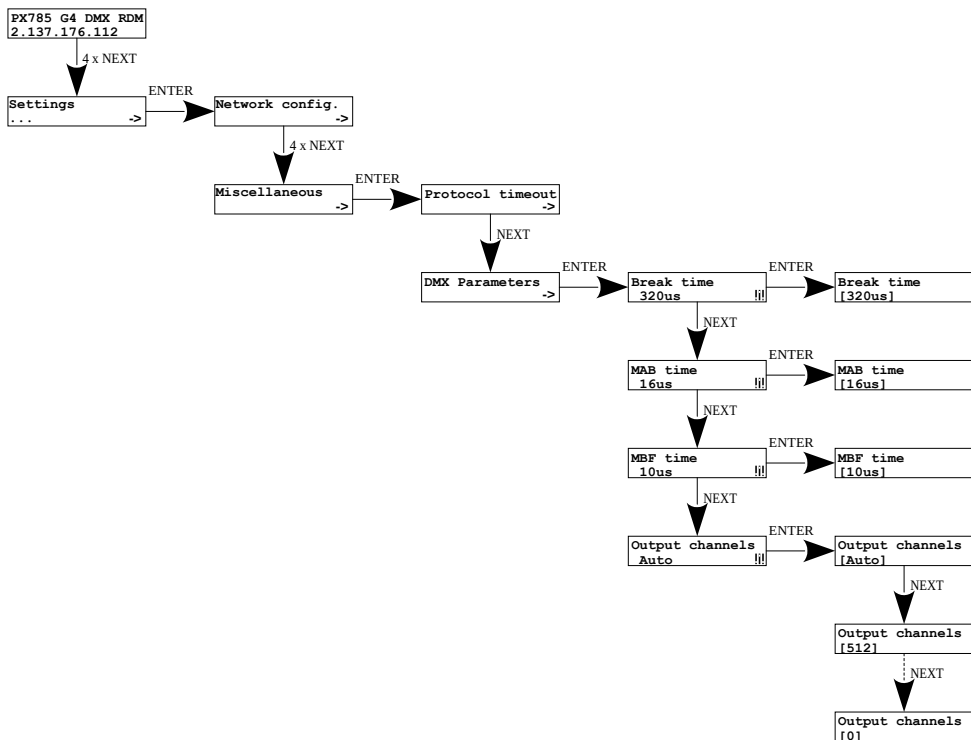 PX785 G4 DMX RDM
2.137.176.112
4 x NEXT
Settings
... ->
ENTER
Network config.
->
4 x NEXT
Miscellaneous
->
ENTER
Protocol timeout
->
NEXT
DMX Parameters
->
ENTER
Break time
320us !i!
ENTER
Break time
[320us]
NEXT
MAB time
16us !i!
ENTER
MAB time
[16us]
NEXT
MBF time
10us !i!
ENTER
MBF time
[10us]
NEXT
Output channels
Auto !i!
ENTER
Output channels
[Auto]
NEXT
Output channels
[512]
NEXT
Output channels
[0]